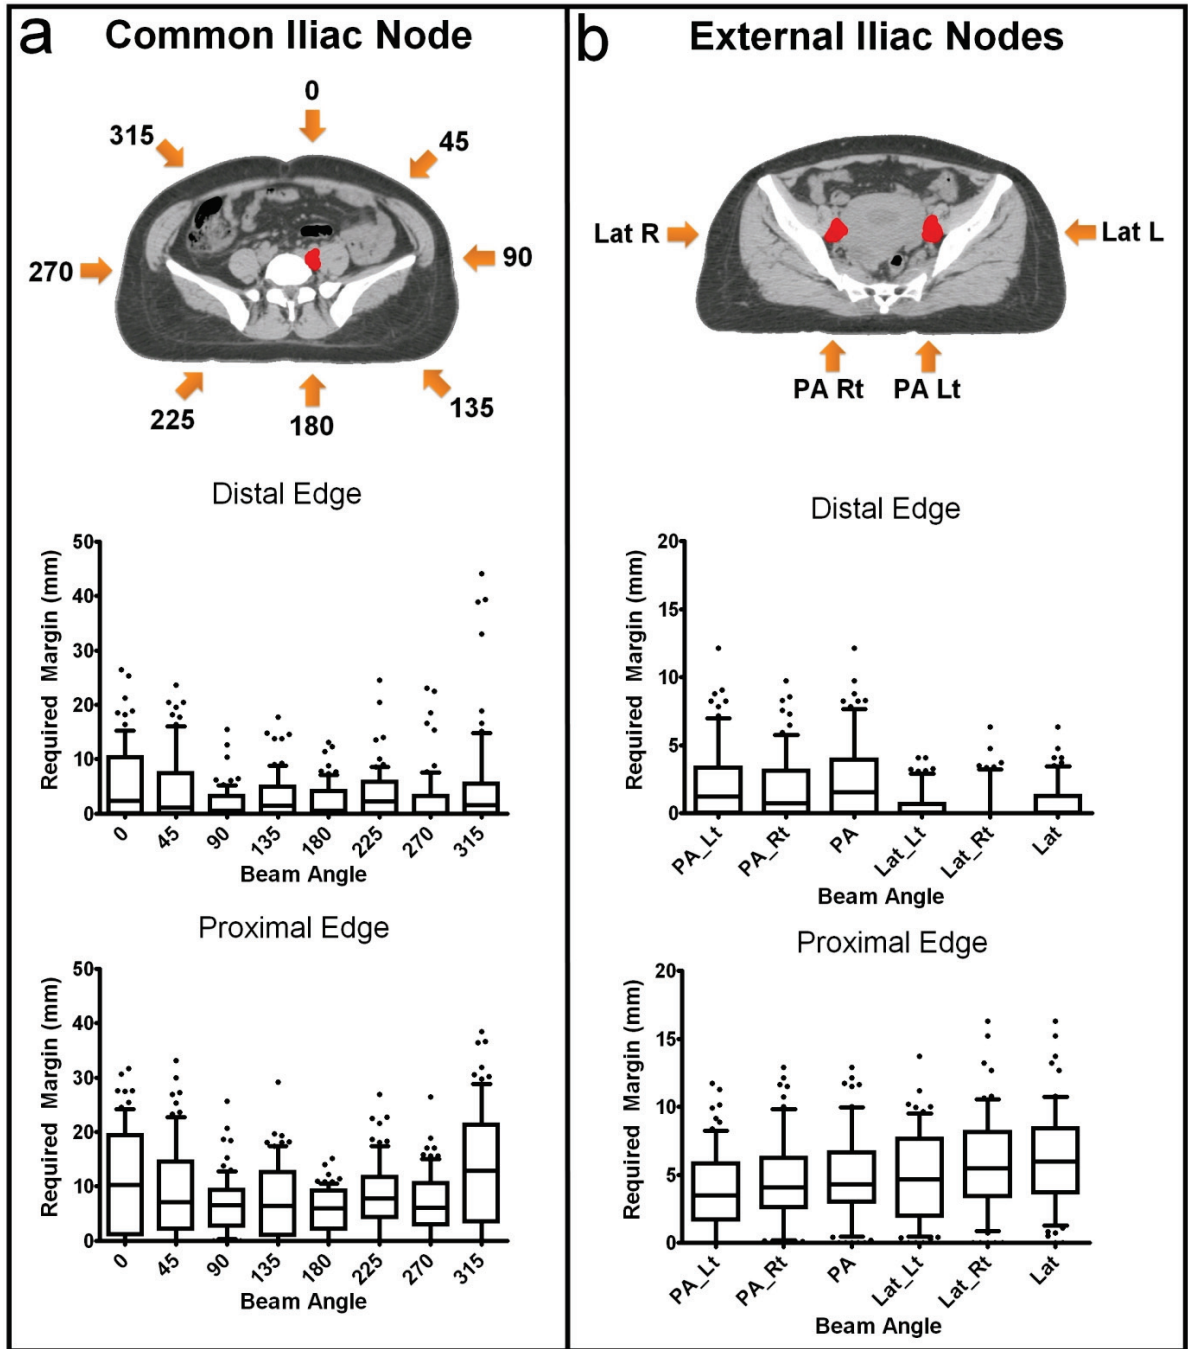 a Common Iliac Node
0
315
45
270
90
225
135
180
Distal Edge
Required Margin (mm)
50
40
30
20
10
0
0 45 90 135 180 225 270 315
Beam Angle
Proximal Edge
Required Margin (mm)
50
40
30
20
10
0
0 45 90 135 180 225 270 315
Beam Angle
b External Iliac Nodes
Lat R
Lat L
PA Rt PA Lt
Distal Edge
Required Margin (mm)
20
15
10
5
0
PA_Lt PA_Rt PA Lat_Lt Lat_Rt Lat
Beam Angle
Proximal Edge
Required Margin (mm)
20
15
10
5
0
PA_Lt PA_Rt PA Lat_Lt Lat_Rt Lat
Beam Angle